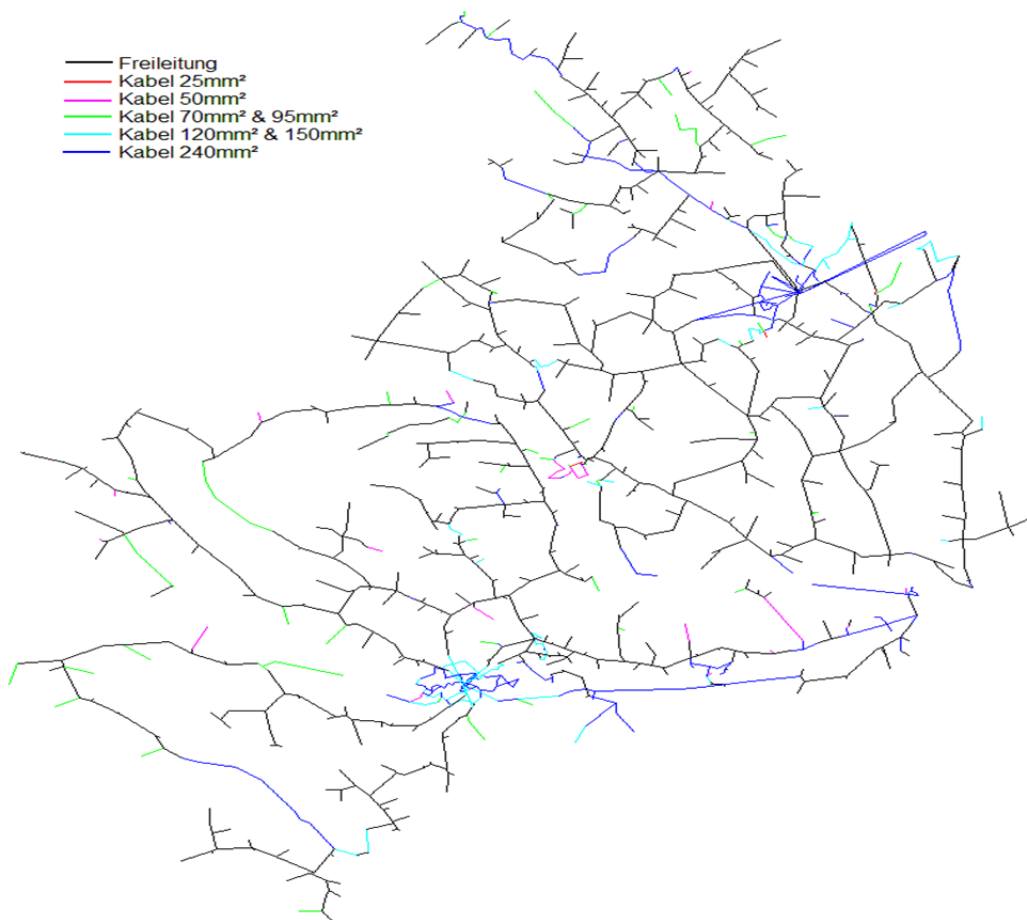 Freileitung
Kabel 25mm²
Kabel 50mm²
Kabel 70mm² & 95mm²
Kabel 120mm² & 150mm²
Kabel 240mm²